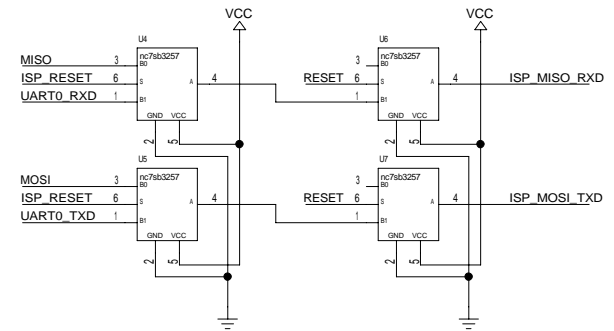 VCC VCC
U4 U6
nc7sb3257 nc7sb3257
MISO 3 B0 3 B0
ISP_RESET 6 S A 4 RESET 6 S A 4 ISP_MISO_RXD
UART0_RXD 1 B1 1 B1
GND VCC GND VCC
2 5 2 5
U5 U7
nc7sb3257 nc7sb3257
MOSI 3 B0 3 B0
ISP_RESET 6 S A 4 RESET 6 S A 4 ISP_MOSI_TXD
UART0_TXD 1 B1 1 B1
GND VCC GND VCC
2 5 2 5